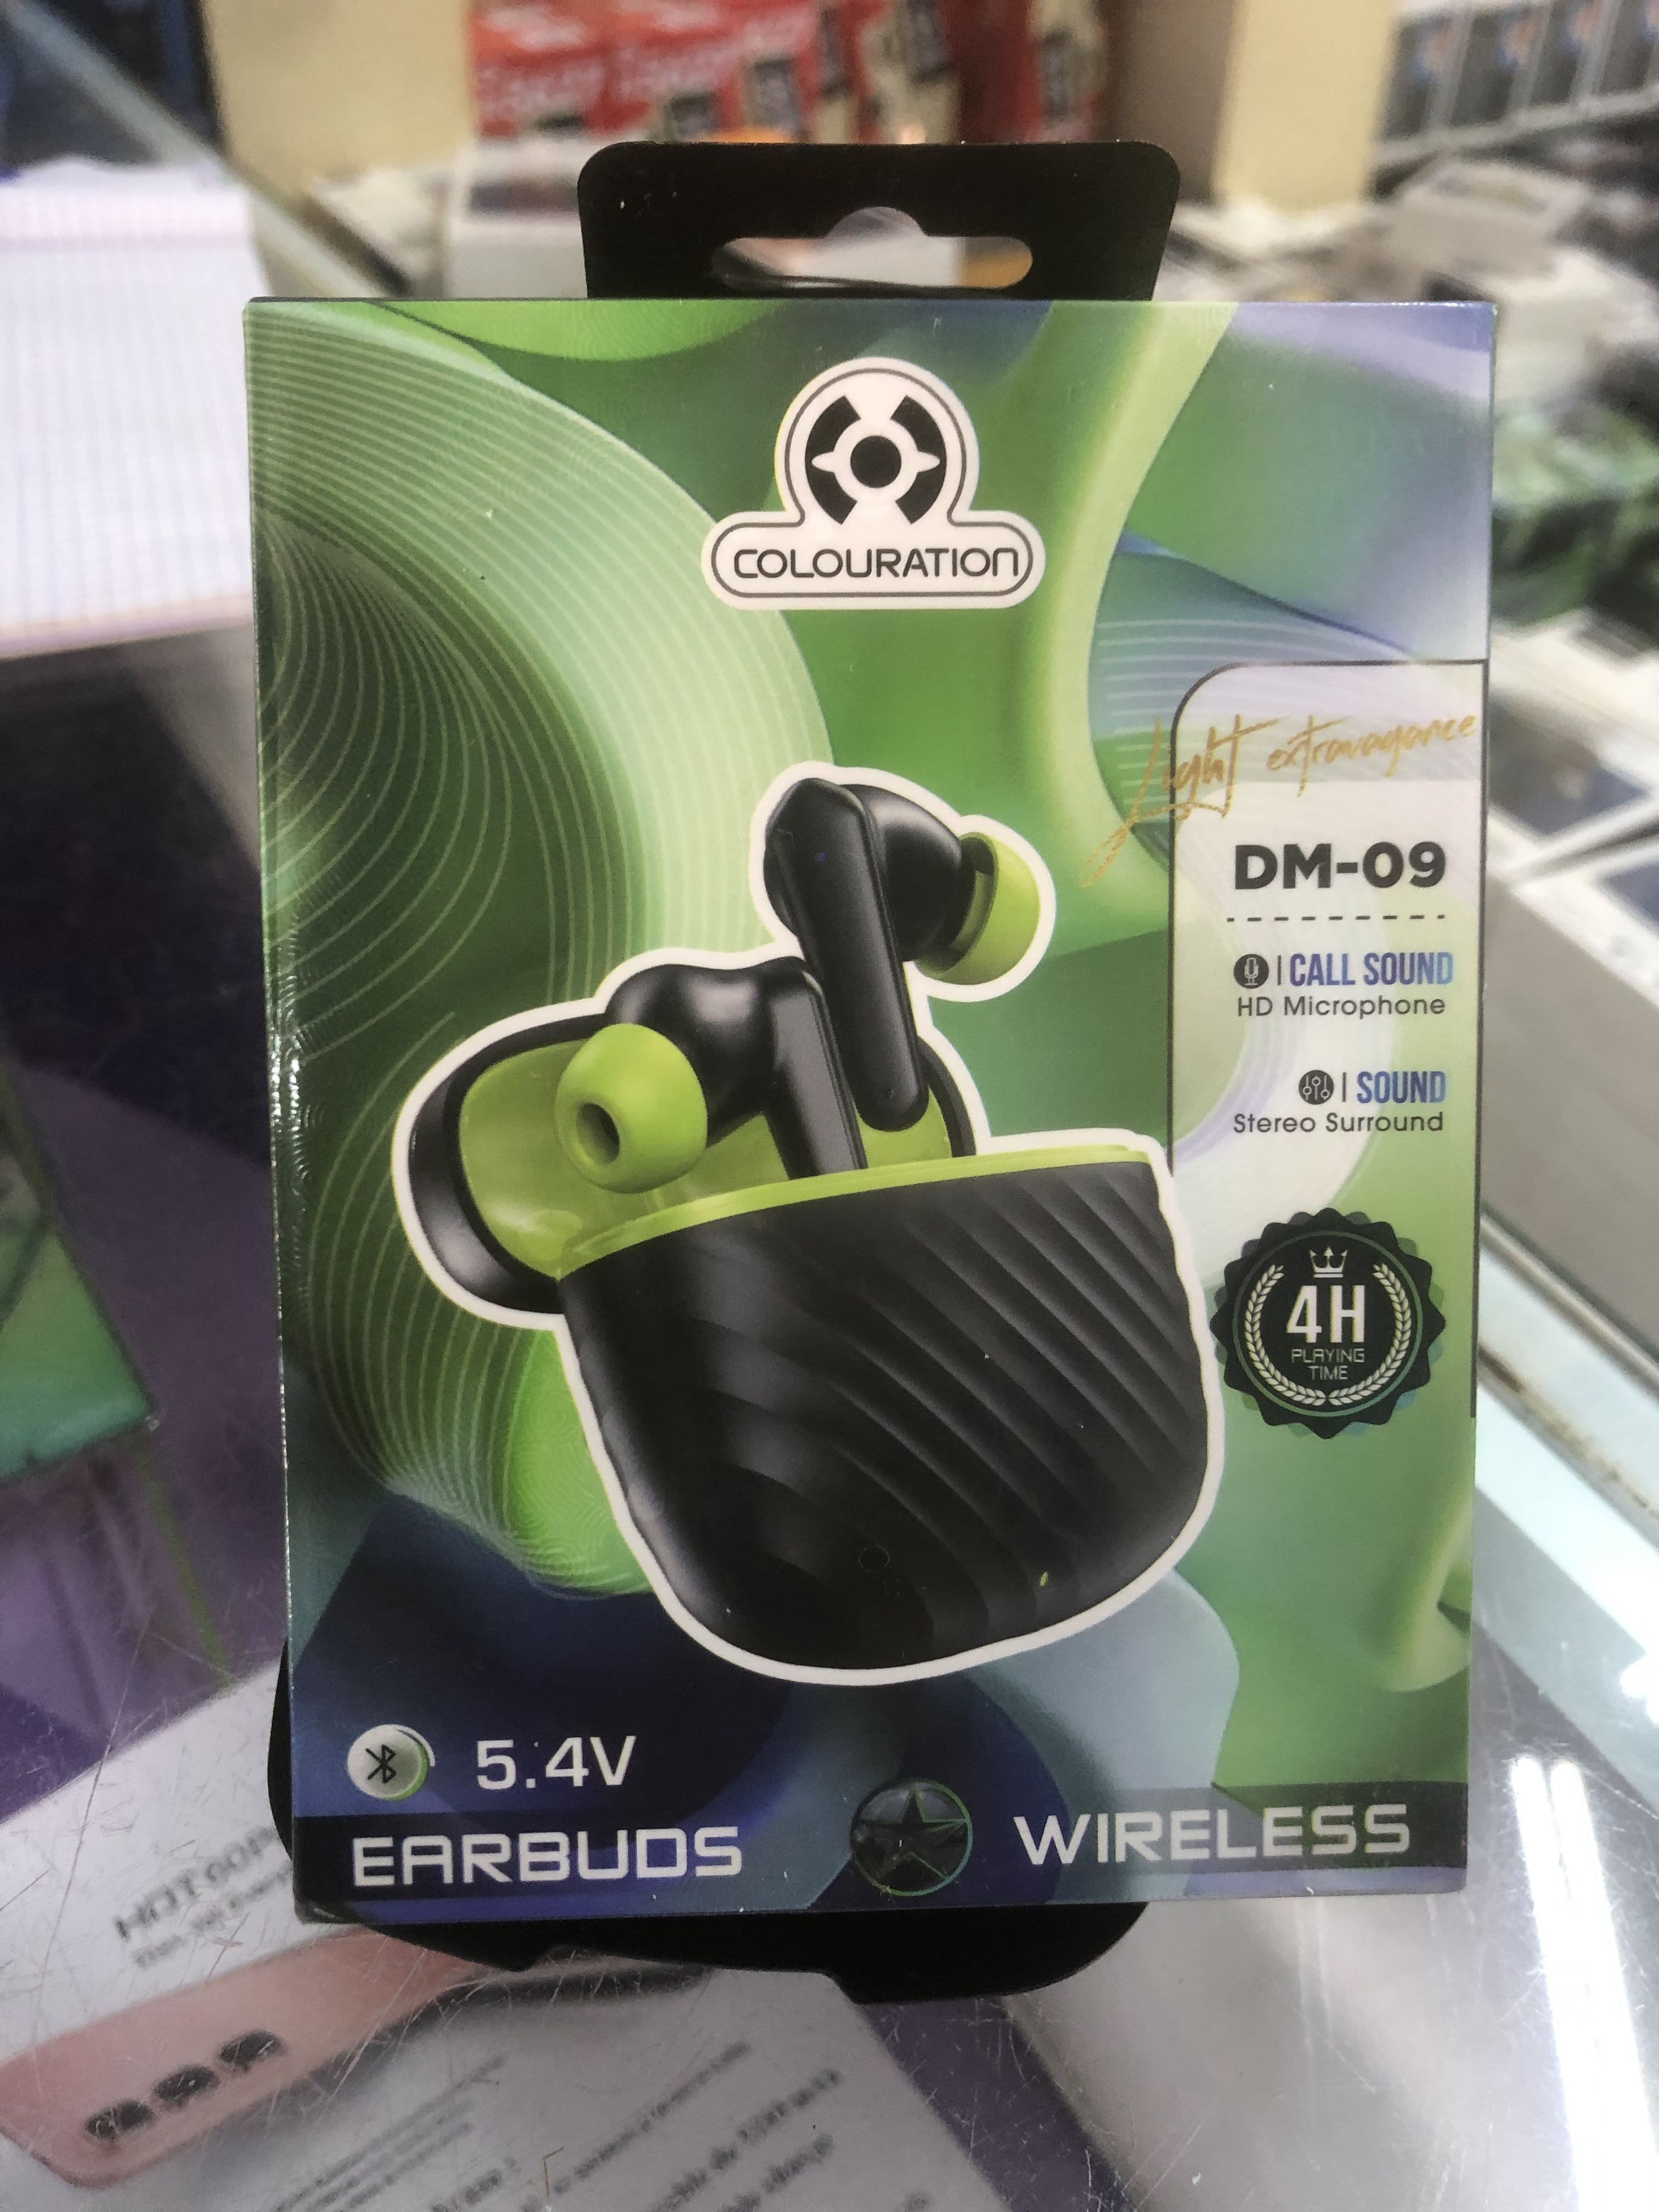 COLOURATION
Light extravagance
DM-09
CALL SOUND
HD Microphone
SOUND
Stereo Surround
4H
PLAYING
TIME
5.4V
EARBUDS
WIRELESS